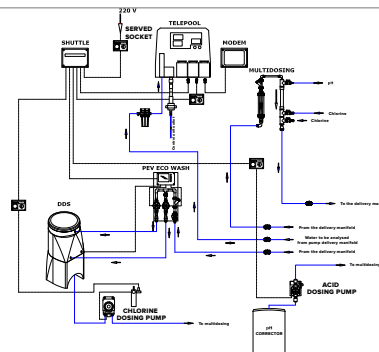 220 V
SERVED
SOCKET
TELEPOOL
SHUTTLE
MODEM
MULTIDOSING
pH
Chlorine
Chlorine
PEV ECO WASH
DDS
To the delivery ma
From the delivery manifold
Water to be analysed
from pump delivery manifold
From the delivery manifold
To multidosing
ACID
DOSING PUMP
CHLORINE
DOSING PUMP
To multidosing
pH
CORRECTOR